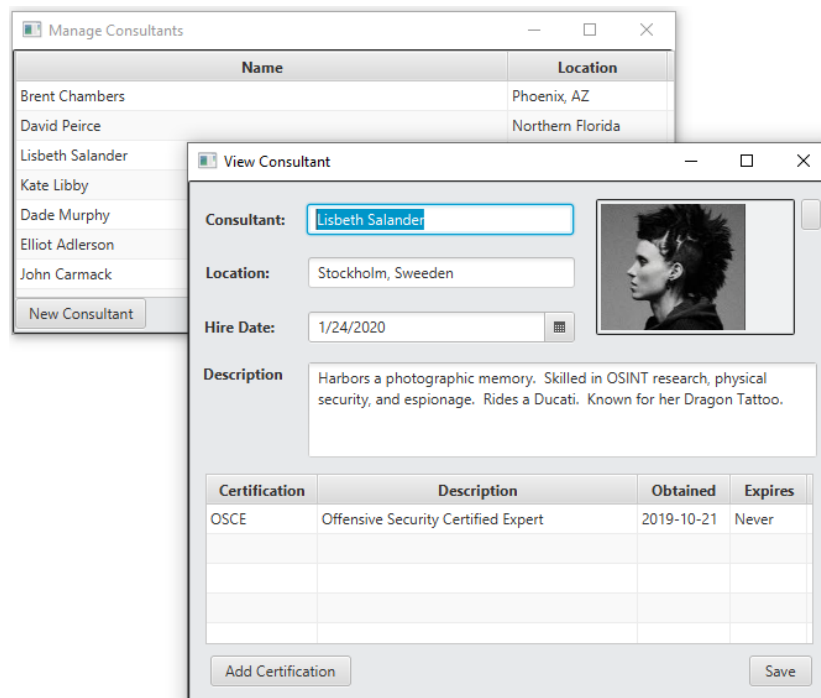 Manage Consultants
Name Location
Brent Chambers Phoenix, AZ
David Peirce Northern Florida
Lisbeth Salander
Kate Libby
Dade Murphy
Elliot Adlerson
John Carmack
New Consultant
View Consultant
Consultant: Lisbeth Salander
Location: Stockholm, Sweeden
Hire Date: 1/24/2020
Description Harbors a photographic memory. Skilled in OSINT research, physical
security, and espionage. Rides a Ducati. Known for her Dragon Tattoo.
Certification Description Obtained Expires
OSCE Offensive Security Certified Expert 2019-10-21 Never
Add Certification Save